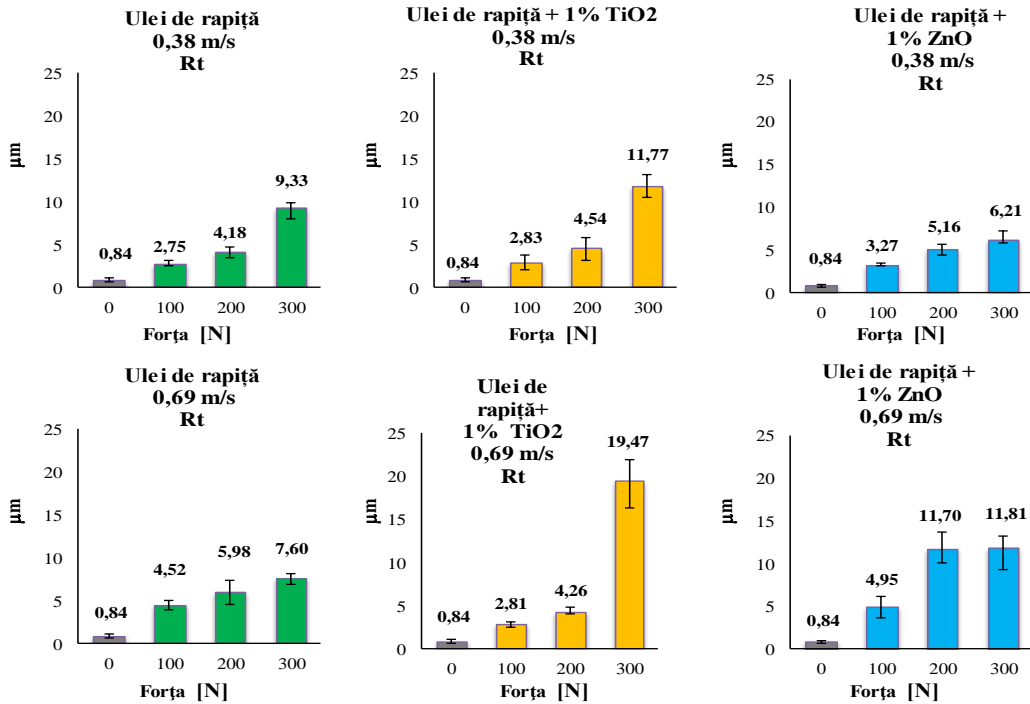 Ulei de rapiță
0,38 m/s
Rt
25
20
15
10
5
0
µm
0,84
2,75
4,18
9,33
0 100 200 300
Forţa [N]
Ulei de rapiță + 1% TiO2
0,38 m/s
Rt
25
20
15
10
5
0
µm
0,84
2,83
4,54
11,77
0 100 200 300
Forţa [N]
Ulei de rapiță +
1% ZnO
0,38 m/s
Rt
25
20
15
10
5
0
µm
0,84
3,27
5,16
6,21
0 100 200 300
Forţa [N]
Ulei de rapiță
0,69 m/s
Rt
25
20
15
10
5
0
µm
0,84
4,52
5,98
7,60
0 100 200 300
Forţa [N]
Ulei de
rapiță+
1% TiO2
0,69 m/s
Rt
25
20
15
10
5
0
µm
0,84
2,81
4,26
19,47
0 100 200 300
Forţa [N]
Ulei de rapiță +
1% ZnO
0,69 m/s
Rt
25
20
15
10
5
0
µm
0,84
4,95
11,70
11,81
0 100 200 300
Forţa [N]